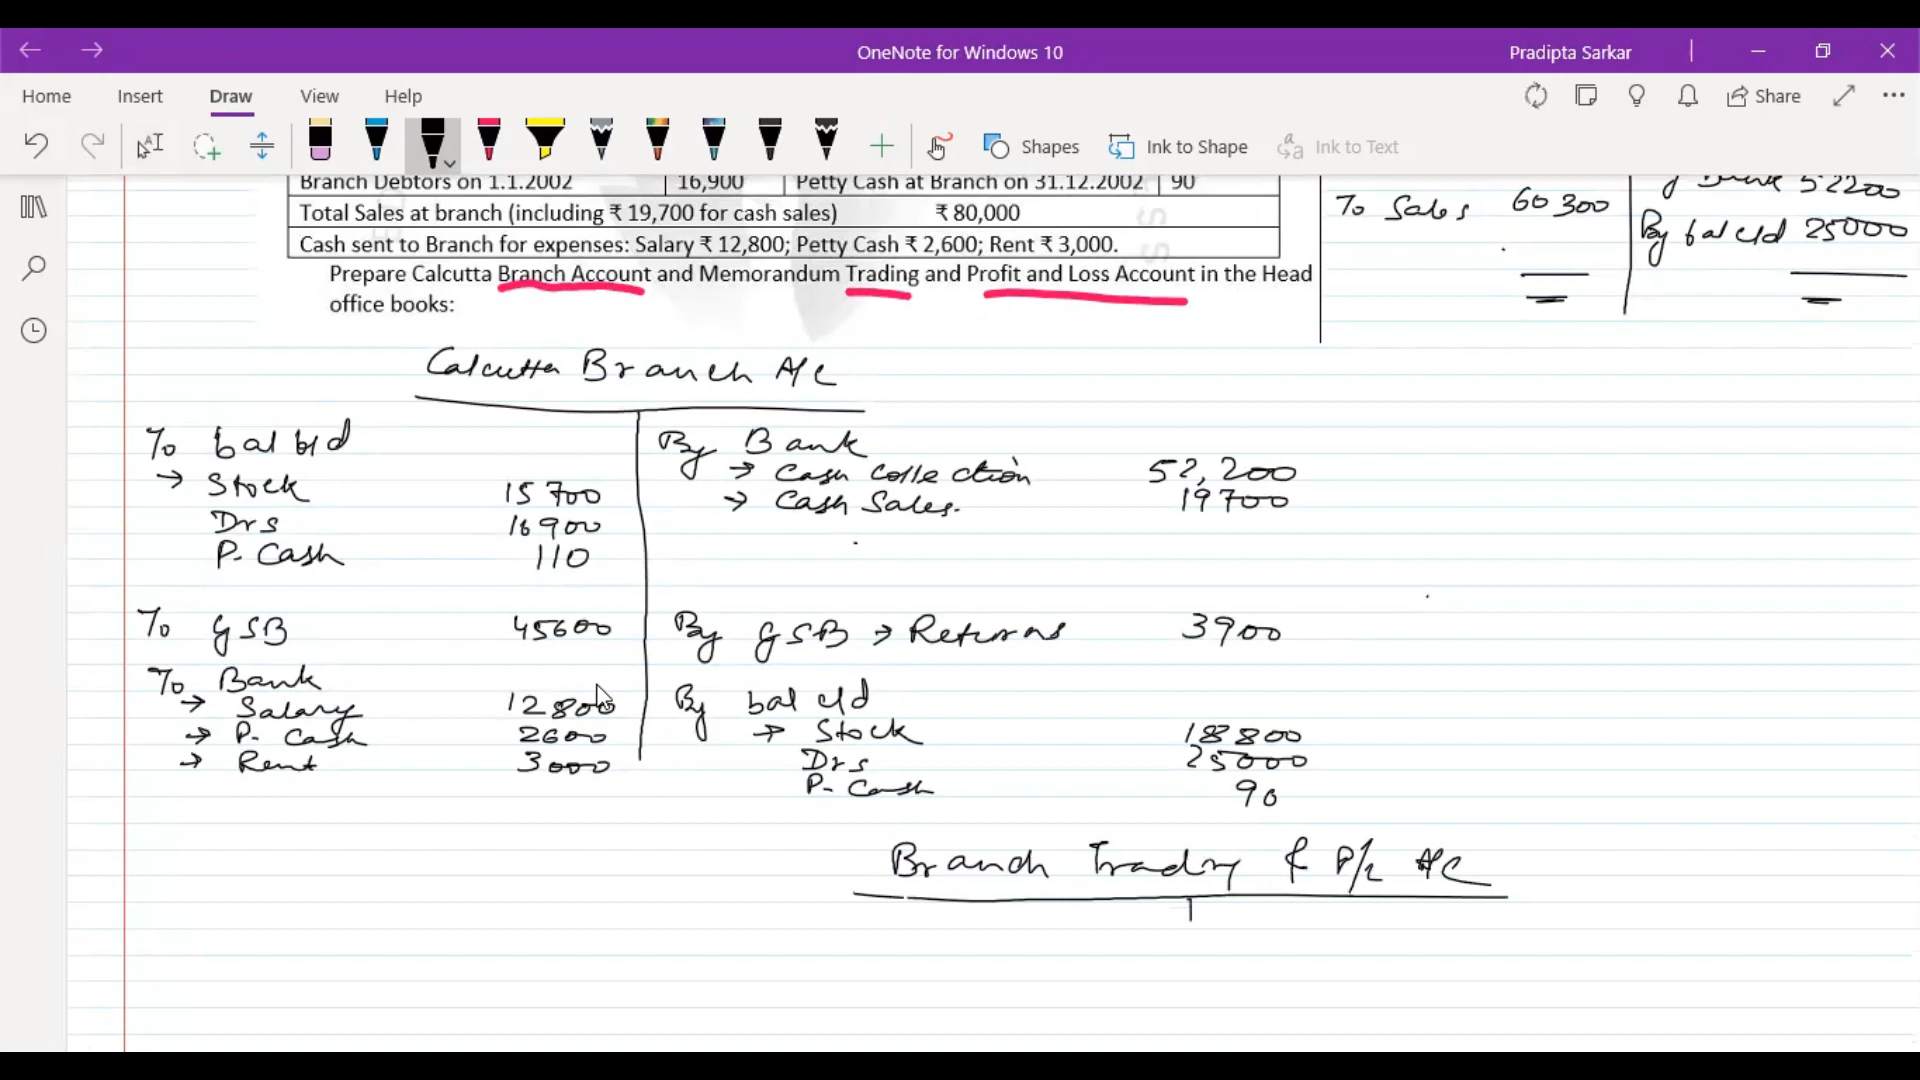 OneNote for Windows 10
Pradipta Sarkar
Home Insert Draw View Help
Share
Shapes Ink to Shape Ink to Text
Branch Debtors on 1.1.2002 16,900 Petty Cash at Branch on 31.12.2002 90
Total Sales at branch (including ₹ 19,700 for cash sales) ₹ 80,000
Cash sent to Branch for expenses: Salary ₹ 12,800; Petty Cash ₹ 2,600; Rent ₹ 3,000.
Prepare Calcutta Branch Account and Memorandum Trading and Profit and Loss Account in the Head
office books:
Bank 52200
To Sales 60300
By bal c/d 25000
Calcutta Branch A/C
To bal b/d
→ Stock 15700
Drs 16900
P. Cash 110
To GSB 45600
To Bank
→ Salary 12800
→ P. Cash 2600
→ Rent 3000
By Bank
→ Cash Collection 52,200
→ Cash Sales. 19700
By GSB → Returns 3900
By bal c/d
→ Stock 18800
Drs 25000
P- Cash 90
Branch Trading & P/L A/C